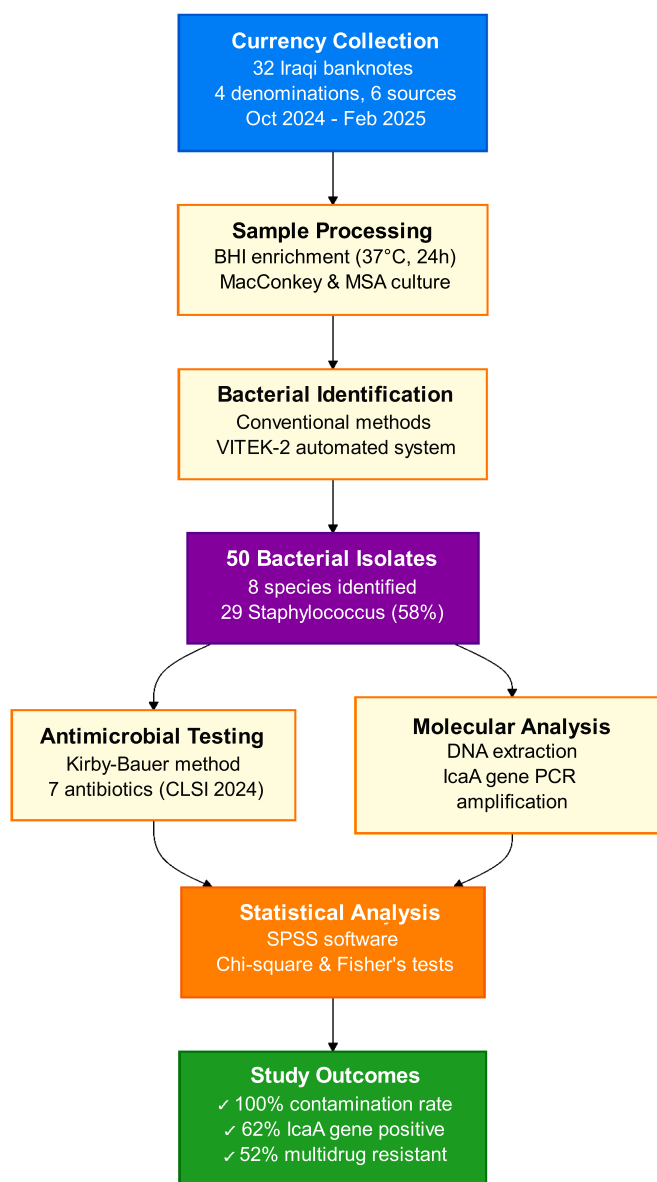 Currency Collection
32 Iraqi banknotes
4 denominations, 6 sources
Oct 2024 - Feb 2025
Sample Processing
BHI enrichment (37°C, 24h)
MacConkey & MSA culture
Bacterial Identification
Conventional methods
VITEK-2 automated system
50 Bacterial Isolates
8 species identified
29 Staphylococcus (58%)
Antimicrobial Testing
Kirby-Bauer method
7 antibiotics (CLSI 2024)
Molecular Analysis
DNA extraction
IcaA gene PCR
amplification
Statistical Analysis
SPSS software
Chi-square & Fisher's tests
Study Outcomes
✓ 100% contamination rate
✓ 62% IcaA gene positive
✓ 52% multidrug resistant